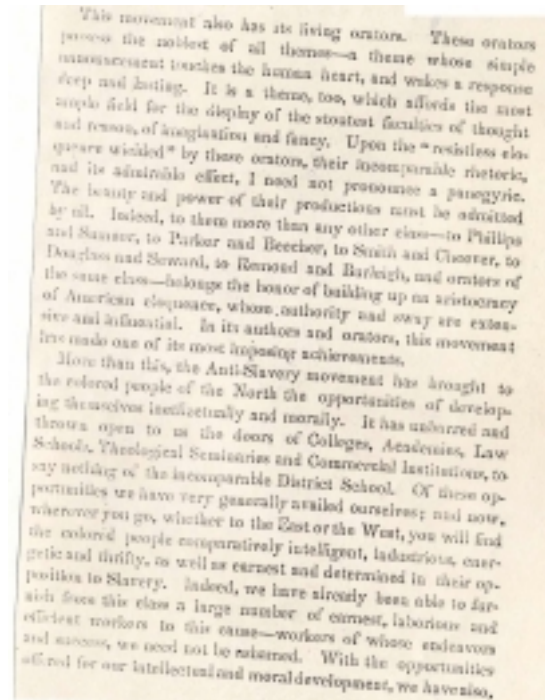 This movement also has its living orators. These orators
possess the noblest of all themes—a theme whose simple
announcement touches the human heart, and wakes a response
deep and lasting. It is a theme, too, which affords the most
ample field for the display of the stoutest faculties of thought
and reason, of imagination and fancy. Upon the "resistless elo-
quence wielded" by these orators, their incomparable rhetoric,
and its admirable effect, I need not pronounce a panegyric.
The beauty and power of their productions must be admitted
by all. Indeed, to them more than any other class—to Phillips
and Sumner, to Parker and Beecher, to Smith and Cheever, to
Douglass and Seward, to Remond and Burleigh, and orators of
the same class—belongs the honor of building up an aristocracy
of American eloquence, whose authority and sway are exten-
sive and influential. In its authors and orators, this movement
has made one of its most imposing achievements.
More than this, the Anti-Slavery movement has brought to
the colored people of the North the opportunities of develop-
ing themselves intellectually and morally. It has unbarred and
thrown open to us the doors of Colleges, Academies, Law
Schools, Theological Seminaries and Commercial Institutions, to
say nothing of the incomparable District School. Of these op-
portunities we have very generally availed ourselves; and now,
wherever you go, whether to the East or the West, you will find
the colored people comparatively intelligent, industrious, ener-
getic and thrifty, as well as earnest and determined in their op-
position to Slavery. Indeed, we have already been able to fur-
nish from this class a large number of earnest, laborious and
efficient workers to this cause—workers of whose endeavors
and success, we need not be ashamed. With the opportunities
offered for our intellectual and moral development, we have also,